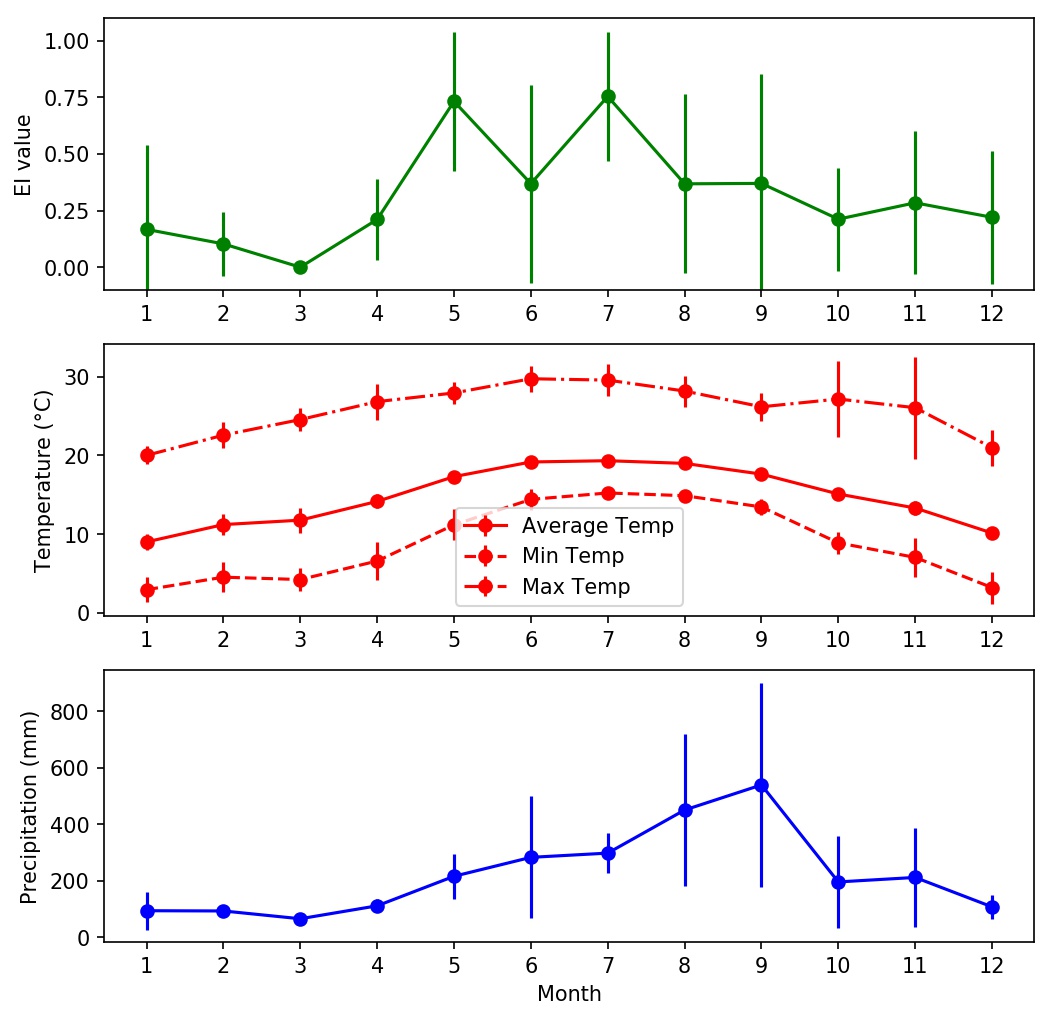 1.00
0.75
0.50
0.25
0.00
EI value
1 2 3 4 5 6 7 8 9 10 11 12
30
20
10
0
Temperature (°C)
Average Temp
Min Temp
Max Temp
1 2 3 4 5 6 7 8 9 10 11 12
800
600
400
200
0
Precipitation (mm)
1 2 3 4 5 6 7 8 9 10 11 12
Month